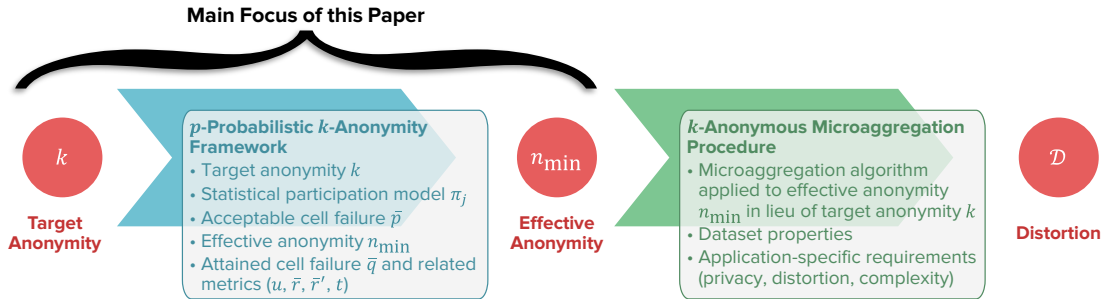 Main Focus of this Paper
k
Target
Anonymity
p-Probabilistic k-Anonymity
Framework
• Target anonymity k
• Statistical participation model πj
• Acceptable cell failure p̄
• Effective anonymity nmin
• Attained cell failure q̄ and related
metrics (u, r̄, r̄′, t)
nmin
Effective
Anonymity
k-Anonymous Microaggregation
Procedure
• Microaggregation algorithm
applied to effective anonymity
nmin in lieu of target anonymity k
• Dataset properties
• Application-specific requirements
(privacy, distortion, complexity)
𝒟
Distortion